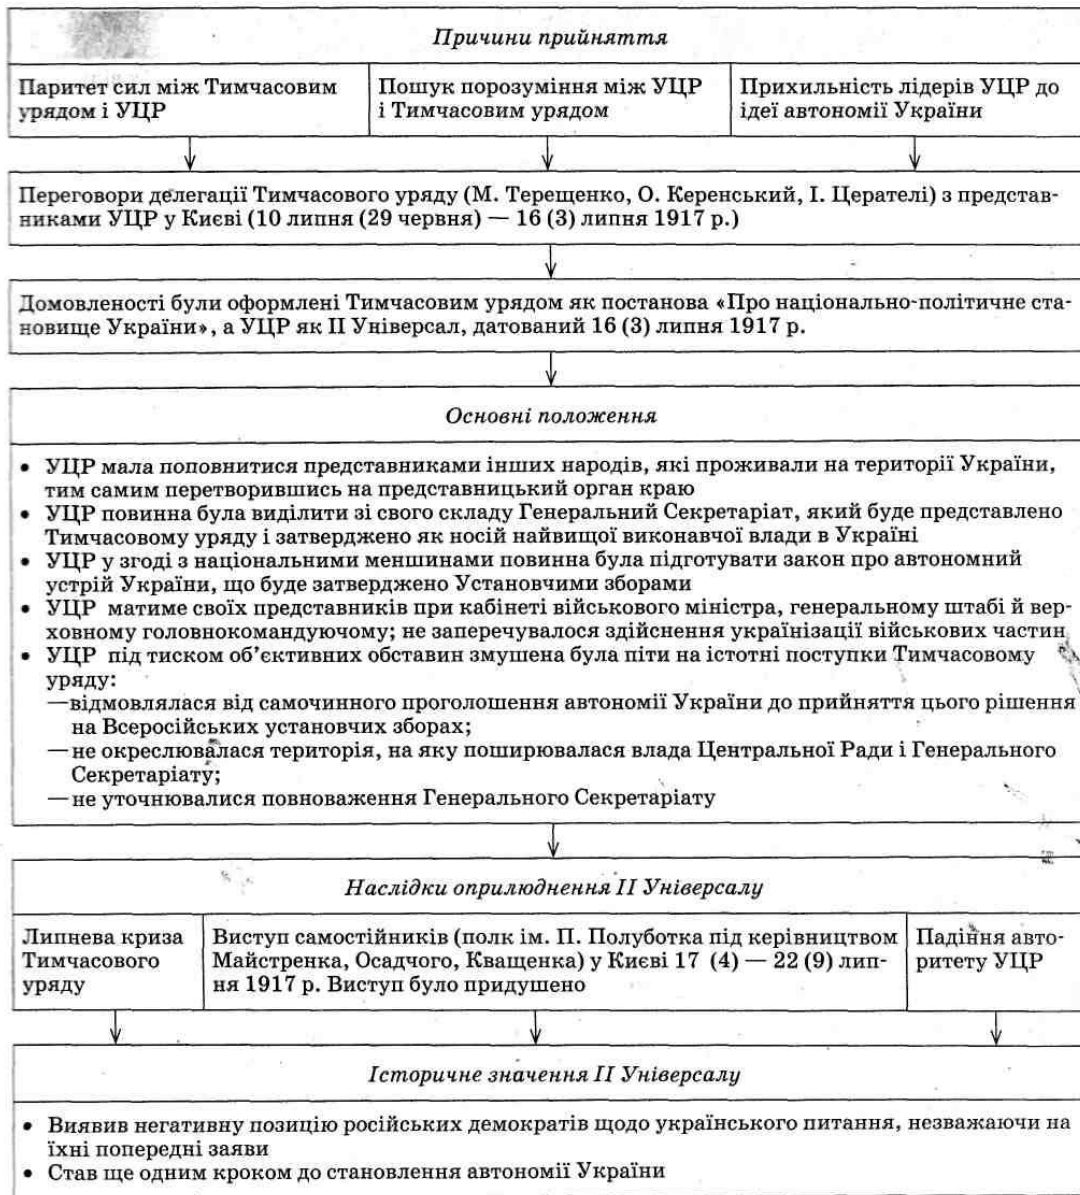 Причини прийняття
Паритет сил між Тимчасовим
урядом і УЦР
Пошук порозуміння між УЦР
і Тимчасовим урядом
Прихильність лідерів УЦР до
ідеї автономії України
Переговори делегації Тимчасового уряду (М. Терещенко, О. Керенський, І. Церателі) з представ-
никами УЦР у Києві (10 липня (29 червня) — 16 (3) липня 1917 р.)
Домовленості були оформлені Тимчасовим урядом як постанова «Про національно-політичне ста-
новище України», а УЦР як II Універсал, датований 16 (3) липня 1917 р.
Основні положення
• УЦР мала поповнитися представниками інших народів, які проживали на території України,
тим самим перетворившись на представницький орган краю
• УЦР повинна була виділити зі свого складу Генеральний Секретаріат, який буде представлено
Тимчасовому уряду і затверджено як носій найвищої виконавчої влади в Україні
• УЦР у згоді з національними меншинами повинна була підготувати закон про автономний
устрій України, що буде затверджено Установчими зборами
• УЦР матиме своїх представників при кабінеті військового міністра, генеральному штабі й вер-
ховному головнокомандуючому; не заперечувалося здійснення українізації військових частин
• УЦР під тиском об’єктивних обставин змушена була піти на істотні поступки Тимчасовому
уряду:
—відмовлялася від самочинного проголошення автономії України до прийняття цього рішення
на Всеросійських установчих зборах;
—не окреслювалася територія, на яку поширювалася влада Центральної Ради і Генерального
Секретаріату;
—не уточнювалися повноваження Генерального Секретаріату
Наслідки оприлюднення II Універсалу
Липнева криза
Тимчасового
уряду
Виступ самостійників (полк ім. П. Полуботка під керівництвом
Майстренка, Осадчого, Кващенка) у Києві 17 (4) — 22 (9) лип-
ня 1917 р. Виступ було придушено
Падіння авто-
ритету УЦР
Історичне значення II Універсалу
• Виявив негативну позицію російських демократів щодо українського питання, незважаючи на
їхні попередні заяви
• Став ще одним кроком до становлення автономії України